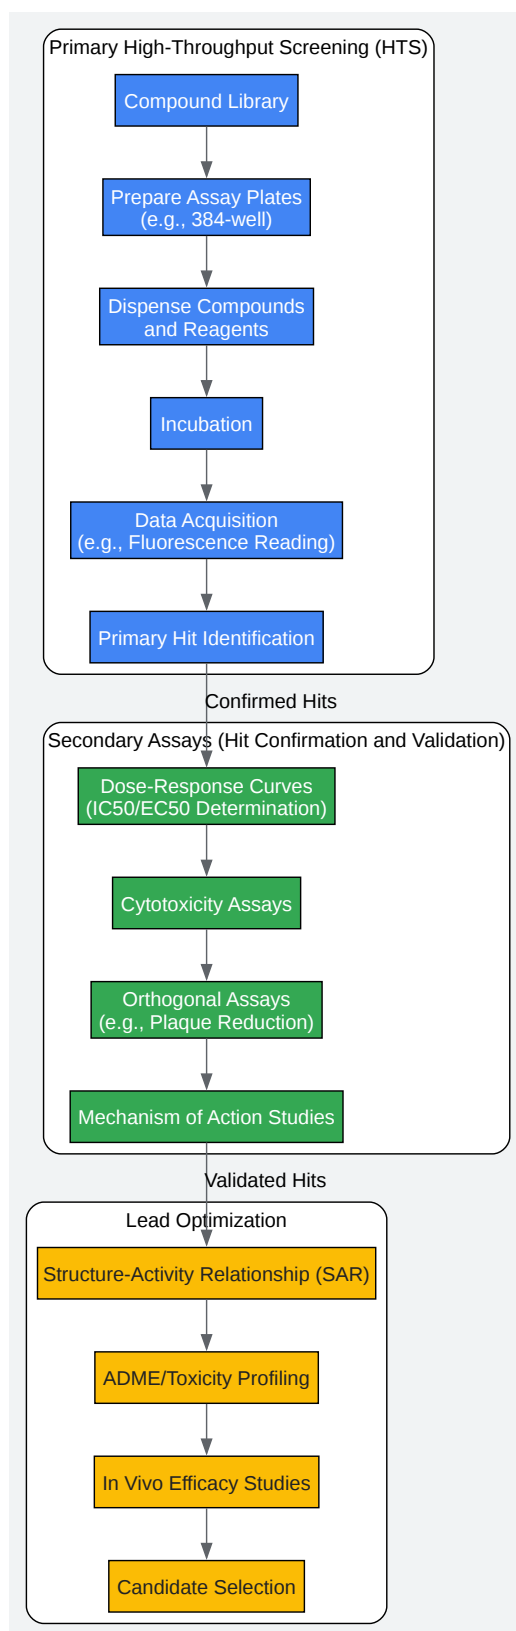 Primary High-Throughput Screening (HTS)
Compound Library
Prepare Assay Plates
(e.g., 384-well)
Dispense Compounds
and Reagents
Incubation
Data Acquisition
(e.g., Fluorescence Reading)
Primary Hit Identification
Confirmed Hits
Secondary Assays (Hit Confirmation and Validation)
Dose-Response Curves
(IC50/EC50 Determination)
Cytotoxicity Assays
Orthogonal Assays
(e.g., Plaque Reduction)
Mechanism of Action Studies
Validated Hits
Lead Optimization
Structure-Activity Relationship (SAR)
ADME/Toxicity Profiling
In Vivo Efficacy Studies
Candidate Selection